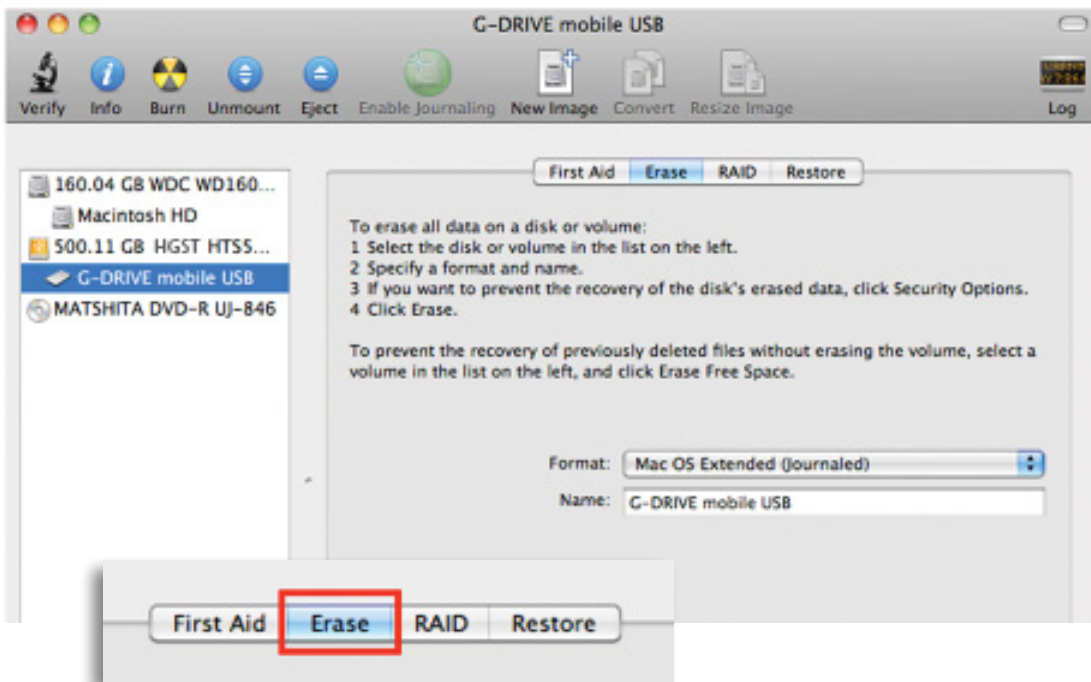 G-DRIVE mobile USB
Verify Info Burn Unmount Eject Enable Journaling New Image Convert Resize Image Log
First Aid Erase RAID Restore
160.04 GB WDC WD160...
Macintosh HD
500.11 GB HGST HTS5...
G-DRIVE mobile USB
MATSHITA DVD-R UJ-846
To erase all data on a disk or volume:
1 Select the disk or volume in the list on the left.
2 Specify a format and name.
3 If you want to prevent the recovery of the disk's erased data, click Security Options.
4 Click Erase.
To prevent the recovery of previously deleted files without erasing the volume, select a
volume in the list on the left, and click Erase Free Space.
Format: Mac OS Extended (Journaled)
Name: G-DRIVE mobile USB
First Aid Erase RAID Restore